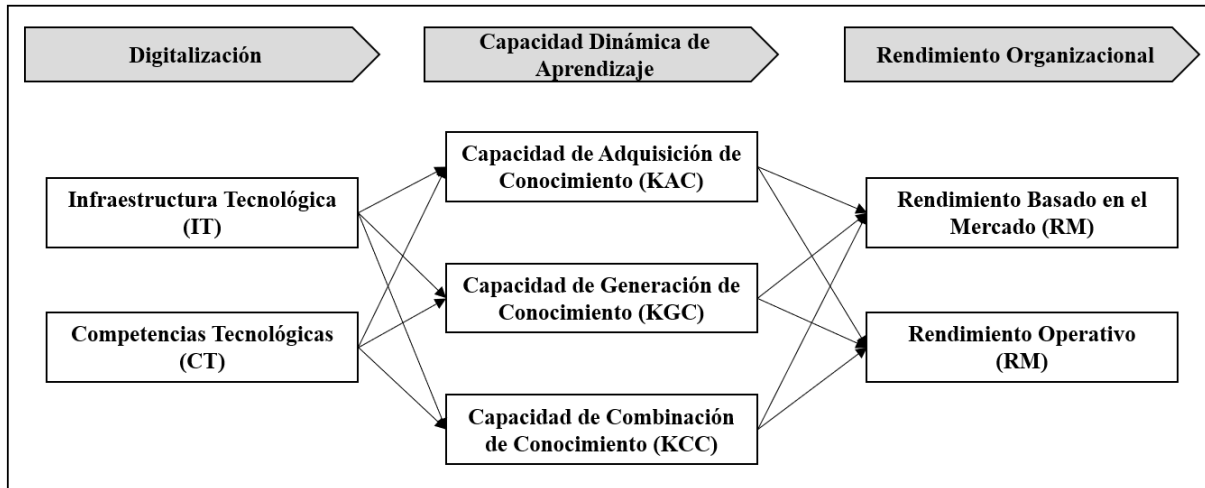 Digitalización
Capacidad Dinámica de
Aprendizaje
Rendimiento Organizacional
Infraestructura Tecnológica
(IT)
Competencias Tecnológicas
(CT)
Capacidad de Adquisición de
Conocimiento (KAC)
Capacidad de Generación de
Conocimiento (KGC)
Capacidad de Combinación
de Conocimiento (KCC)
Rendimiento Basado en el
Mercado (RM)
Rendimiento Operativo
(RM)